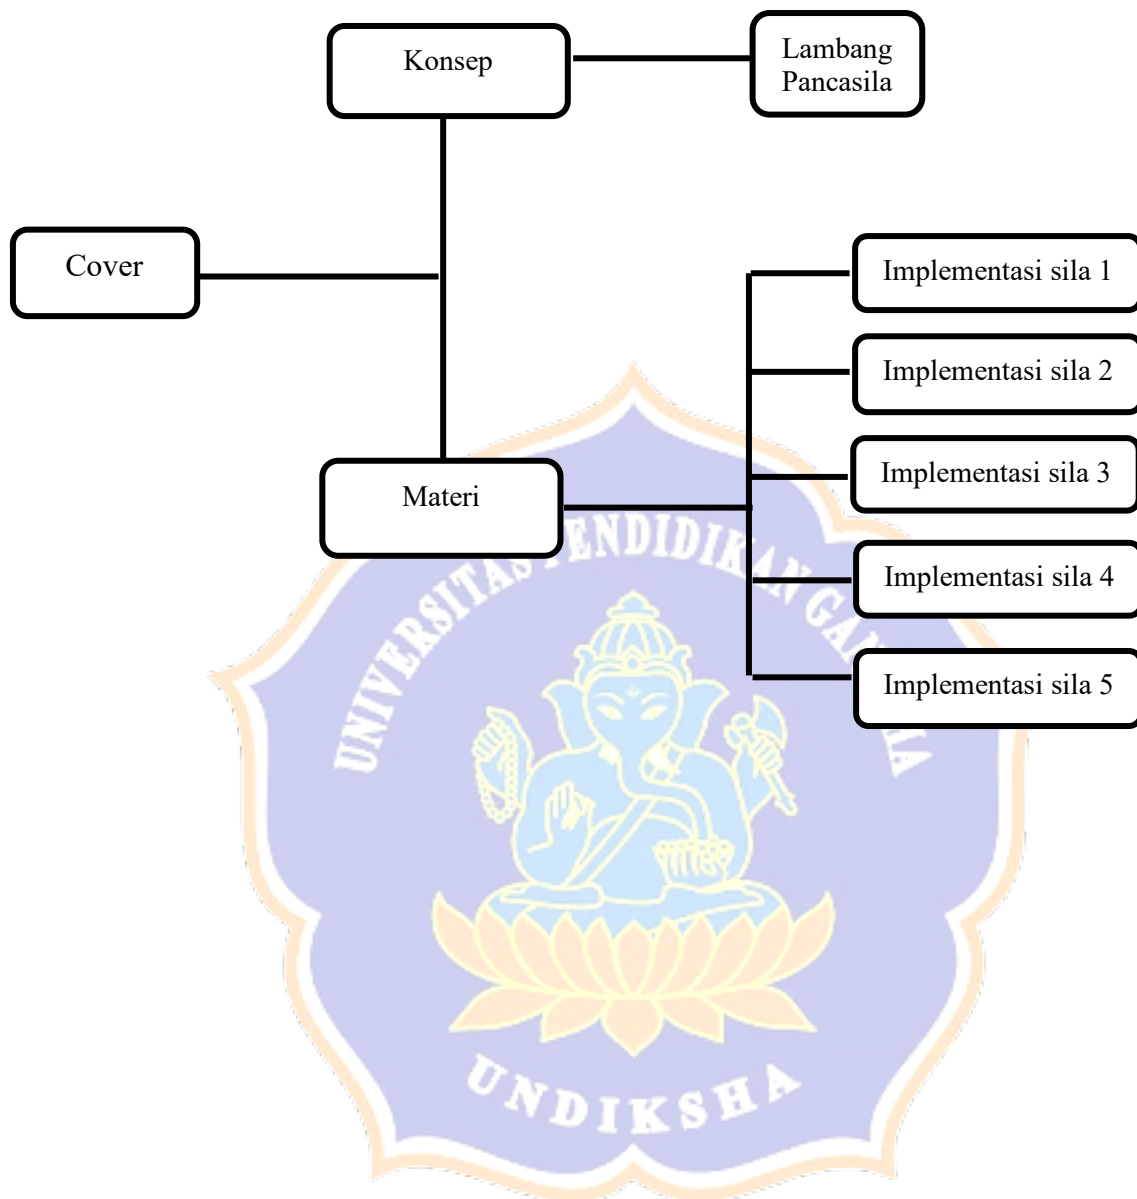 Konsep
Lambang
Pancasila
Cover
Implementasi sila 1
Implementasi sila 2
Implementasi sila 3
Materi
Implementasi sila 4
Implementasi sila 5
UNIVERSITAS PENDIDIKAN GANESHA
UNDIKSHA